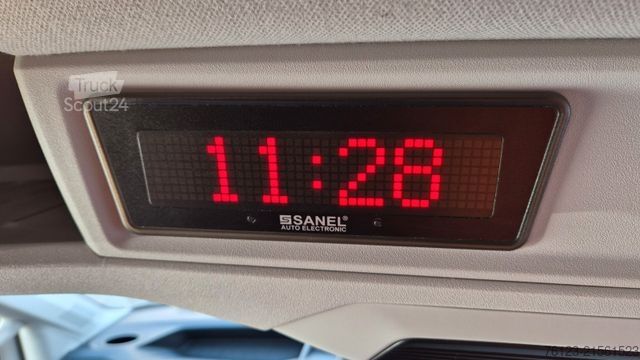 Truck
Scout24
11:28
SANEL®
AUTO ELECTRONIC